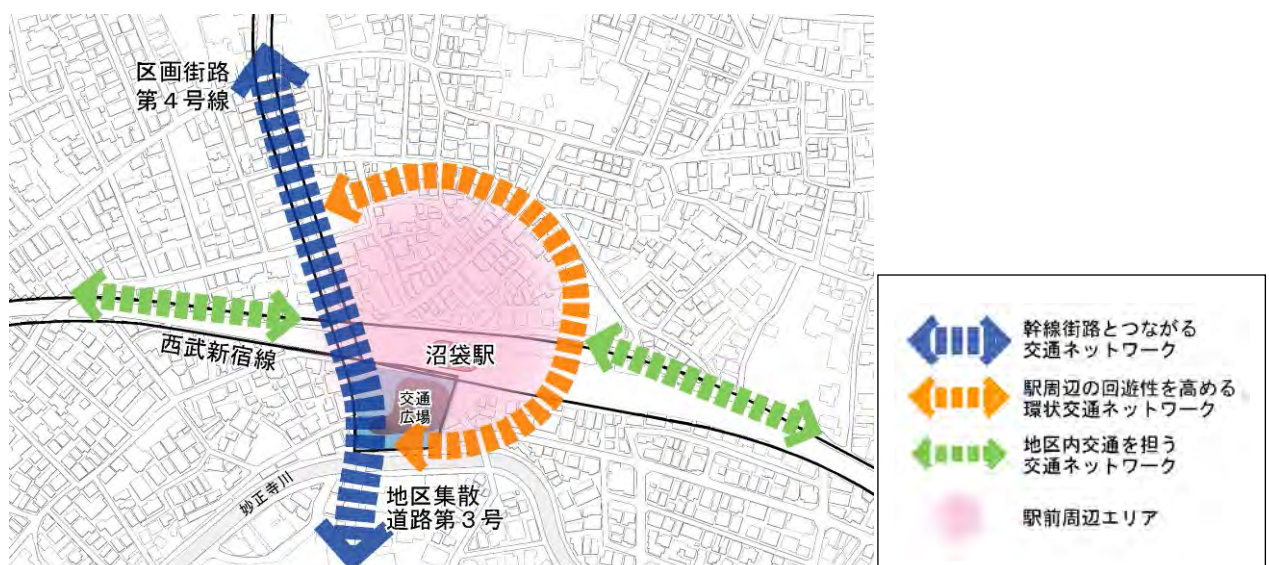 区画街路
第４号線
西武新宿線
沼袋駅
交通
広場
妙正寺川
地区集散
道路第３号
幹線街路とつながる
交通ネットワーク
駅周辺の回遊性を高める
環状交通ネットワーク
地区内交通を担う
交通ネットワーク
駅前周辺エリア